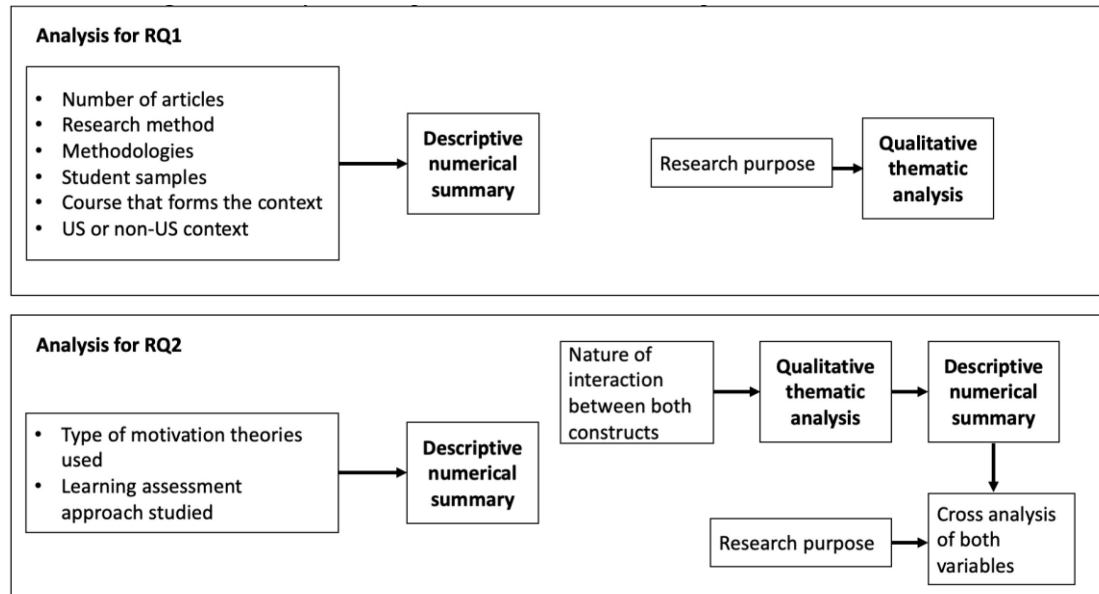 Analysis for RQ1
• Number of articles
• Research method
• Methodologies
• Student samples
• Course that forms the context
• US or non-US context
Descriptive
numerical
summary
Research purpose
Qualitative
thematic
analysis
Analysis for RQ2
• Type of motivation theories
used
• Learning assessment
approach studied
Descriptive
numerical
summary
Nature of
interaction
between both
constructs
Qualitative
thematic
analysis
Descriptive
numerical
summary
Research purpose
Cross analysis
of both
variables